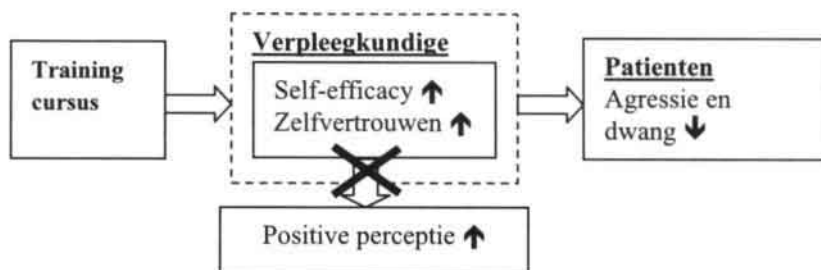 Training
cursus
Verpleegkundige
Self-efficacy ↑
Zelfvertrouwen ↑
Patienten
Agressie en
dwang ↓
Positive perceptie ↑